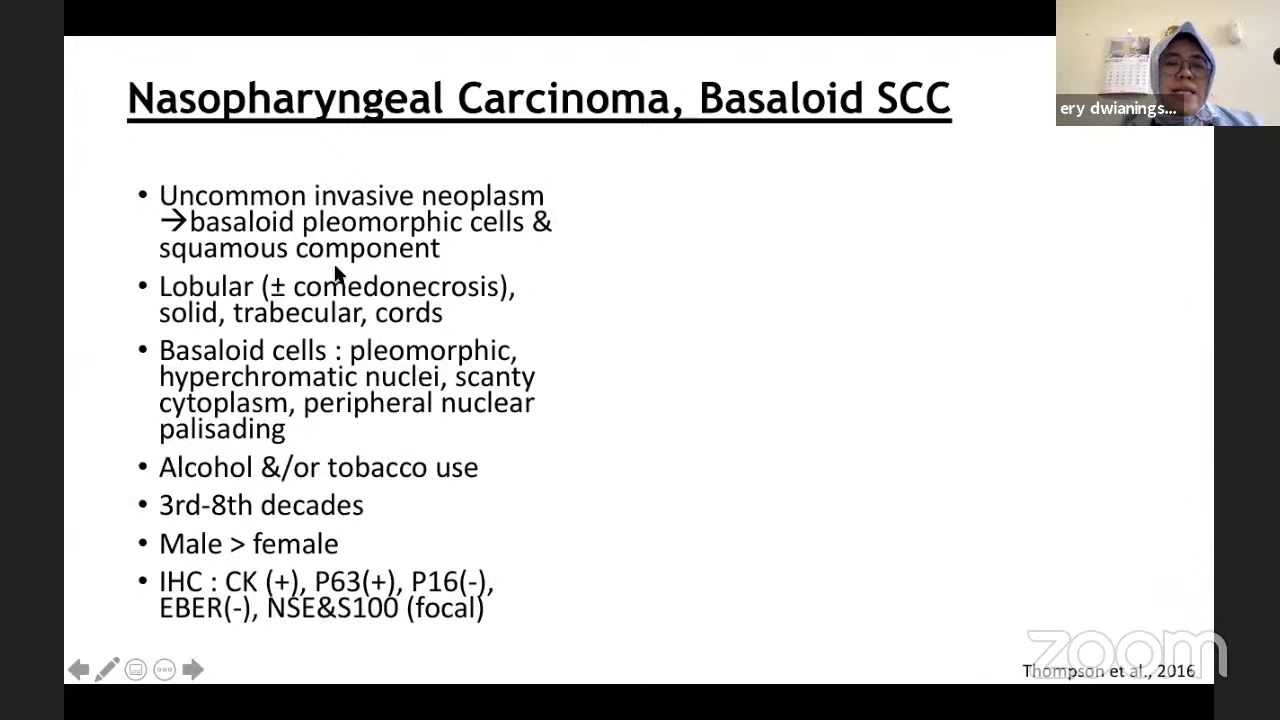 Nasopharyngeal Carcinoma, Basaloid SCC
ery dwianings...
• Uncommon invasive neoplasm
→basaloid pleomorphic cells &
squamous component
• Lobular (± comedonecrosis),
solid, trabecular, cords
• Basaloid cells : pleomorphic,
hyperchromatic nuclei, scanty
cytoplasm, peripheral nuclear
palisading
• Alcohol &/or tobacco use
• 3rd-8th decades
• Male > female
• IHC : CK (+), P63(+), P16(-),
EBER(-), NSE&S100 (focal)
zoom
Thompson et al., 2016